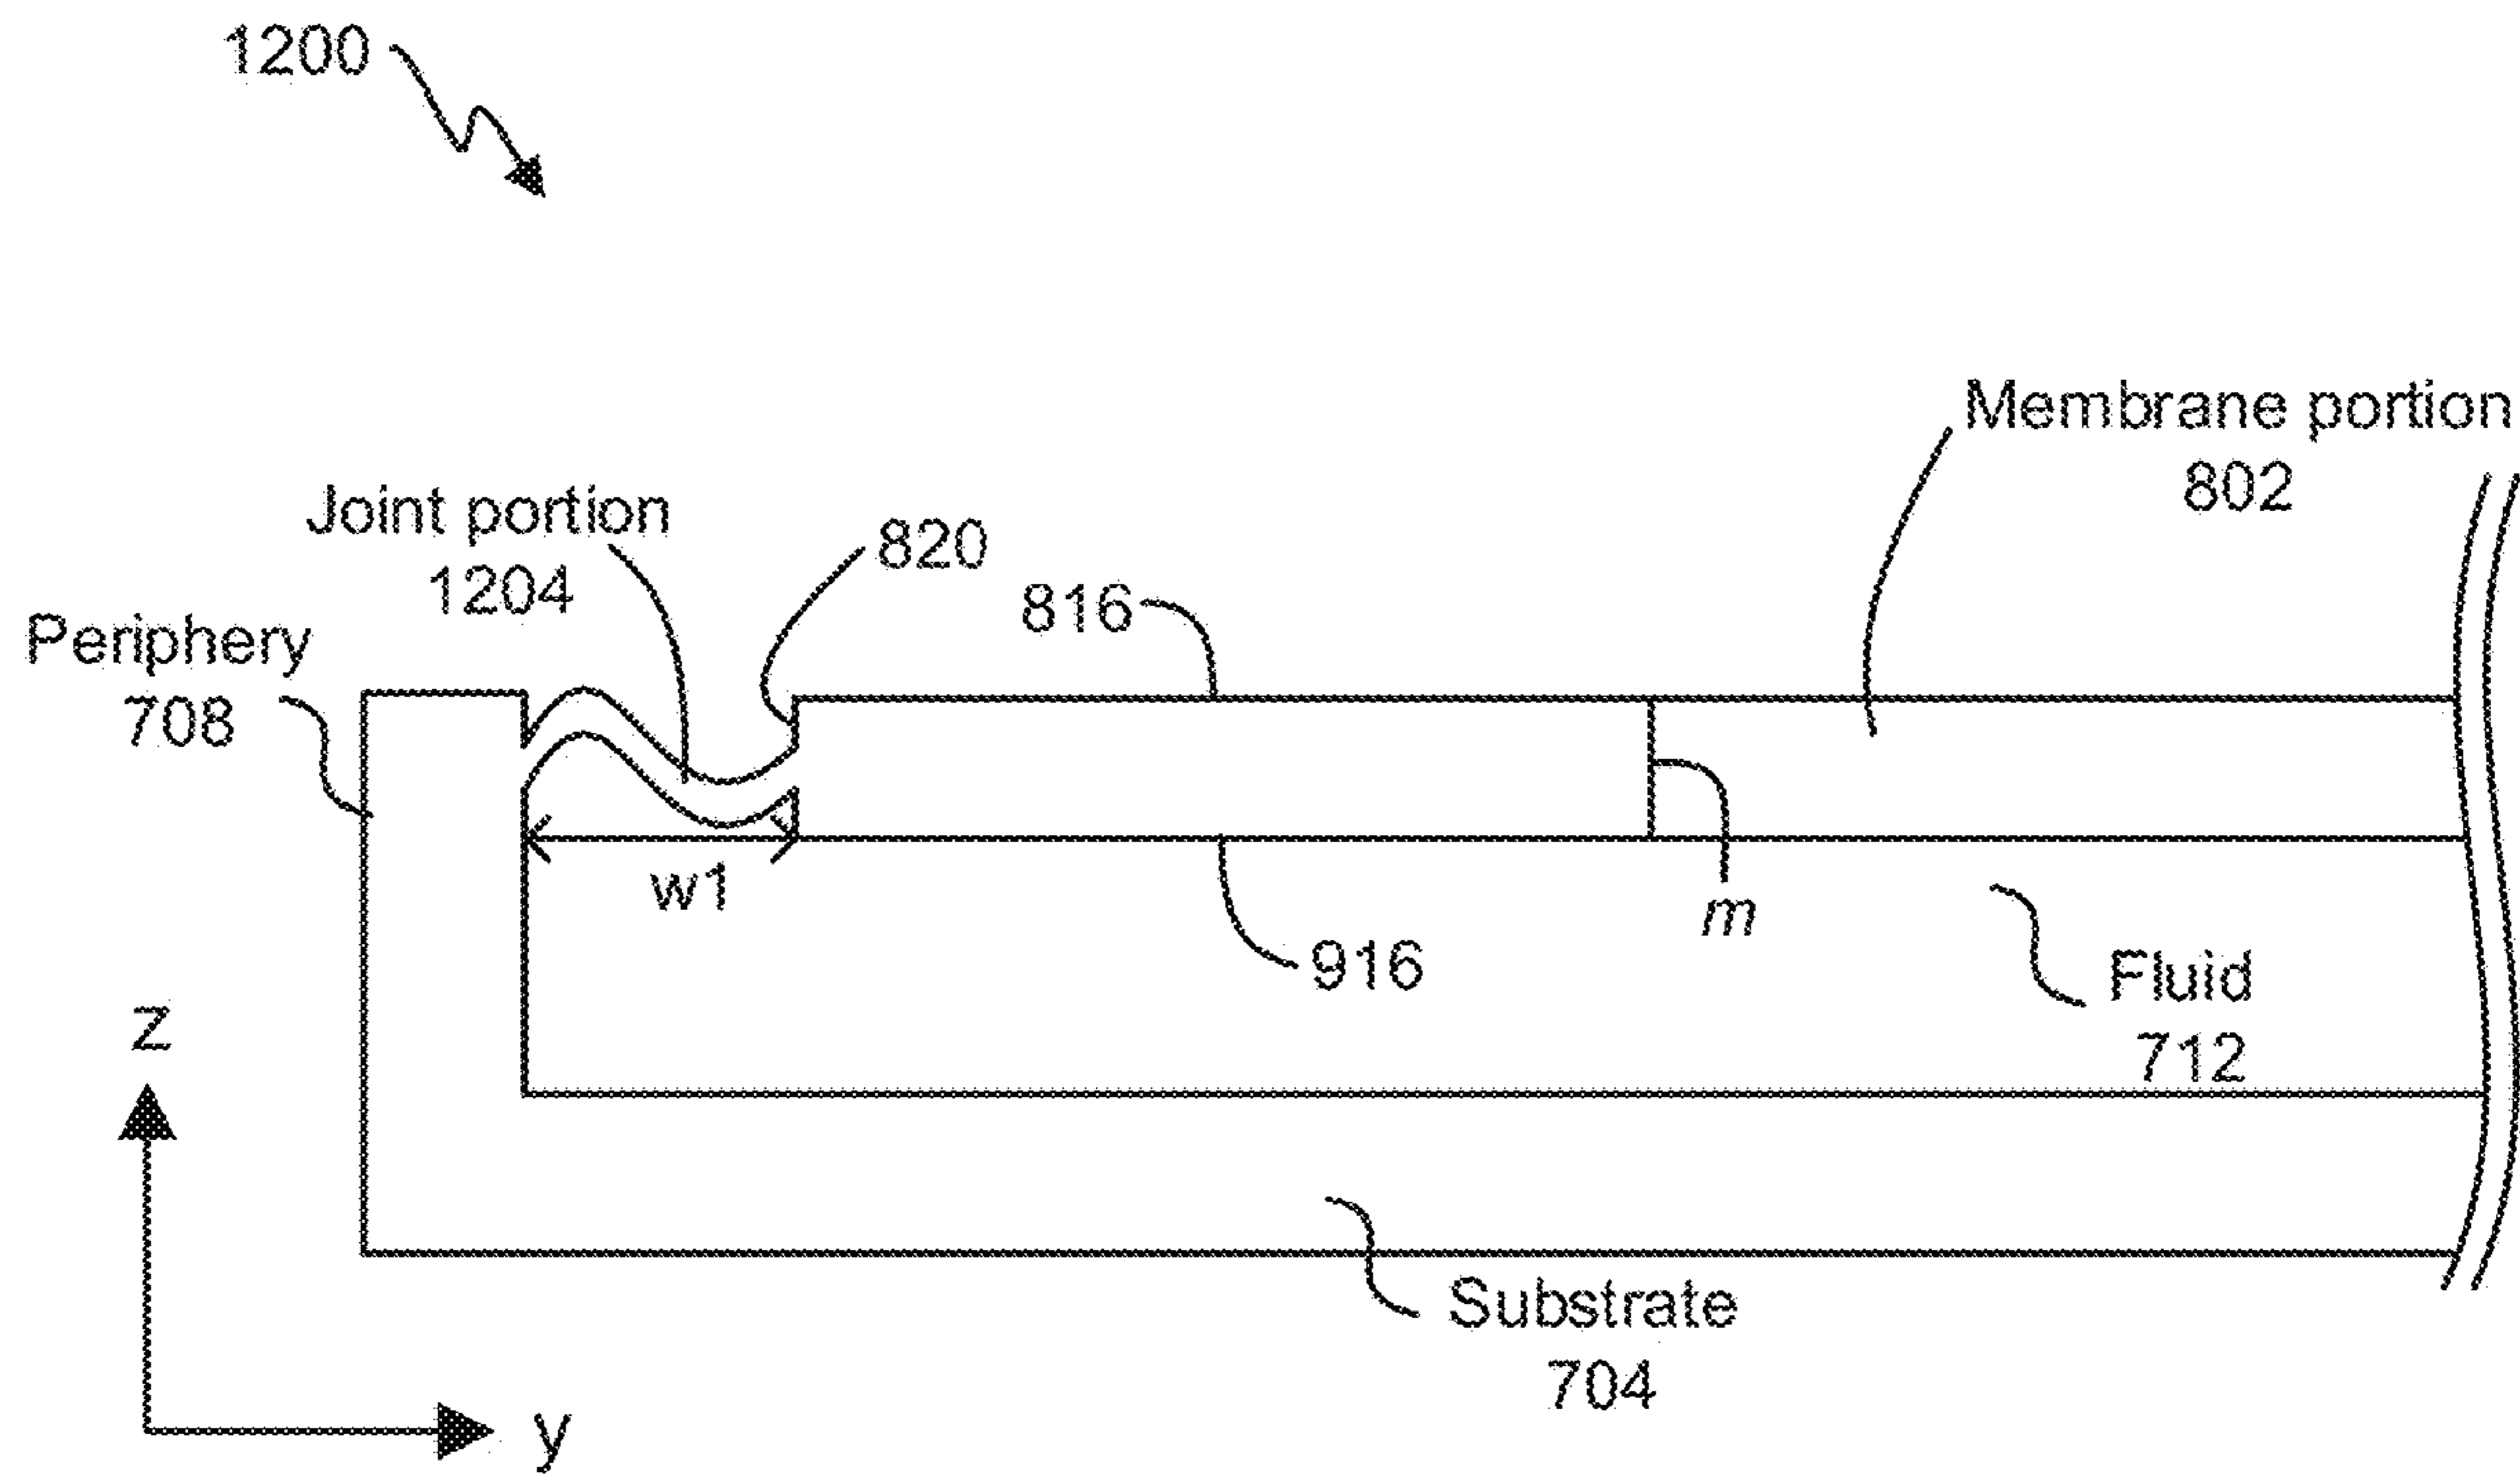 1200
Membrane portion
802
Joint portion
1204
820
816
Periphery
708
w1
m
916
Fluid
712
z
Substrate
704
y